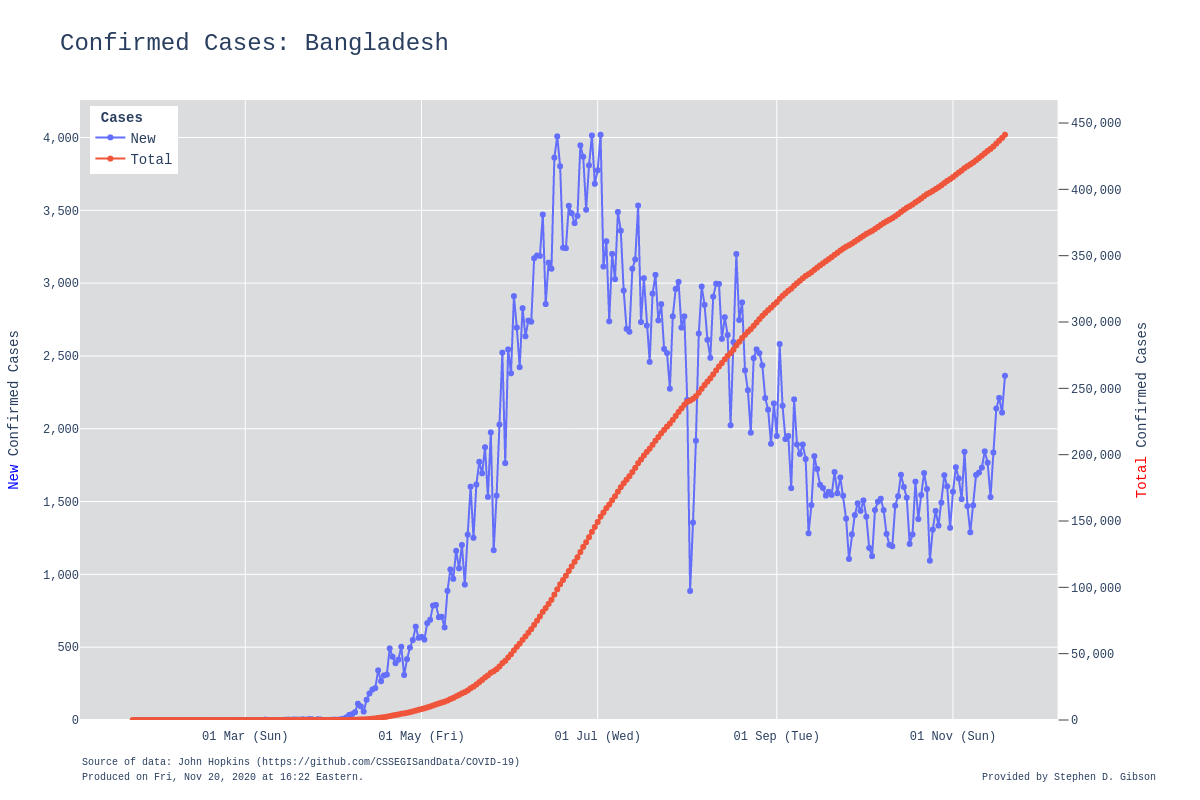 Confirmed Cases: Bangladesh
Cases
New
Total
4,000
3,500
3,000
2,500
2,000
1,500
1,000
500
0
New Confirmed Cases
450,000
400,000
350,000
300,000
250,000
200,000
150,000
100,000
50,000
0
Total Confirmed Cases
01 Mar (Sun) 01 May (Fri) 01 Jul (Wed) 01 Sep (Tue) 01 Nov (Sun)
Source of data: John Hopkins (https://github.com/CSSEGISandData/COVID-19)
Produced on Fri, Nov 20, 2020 at 16:22 Eastern.
Provided by Stephen D. Gibson